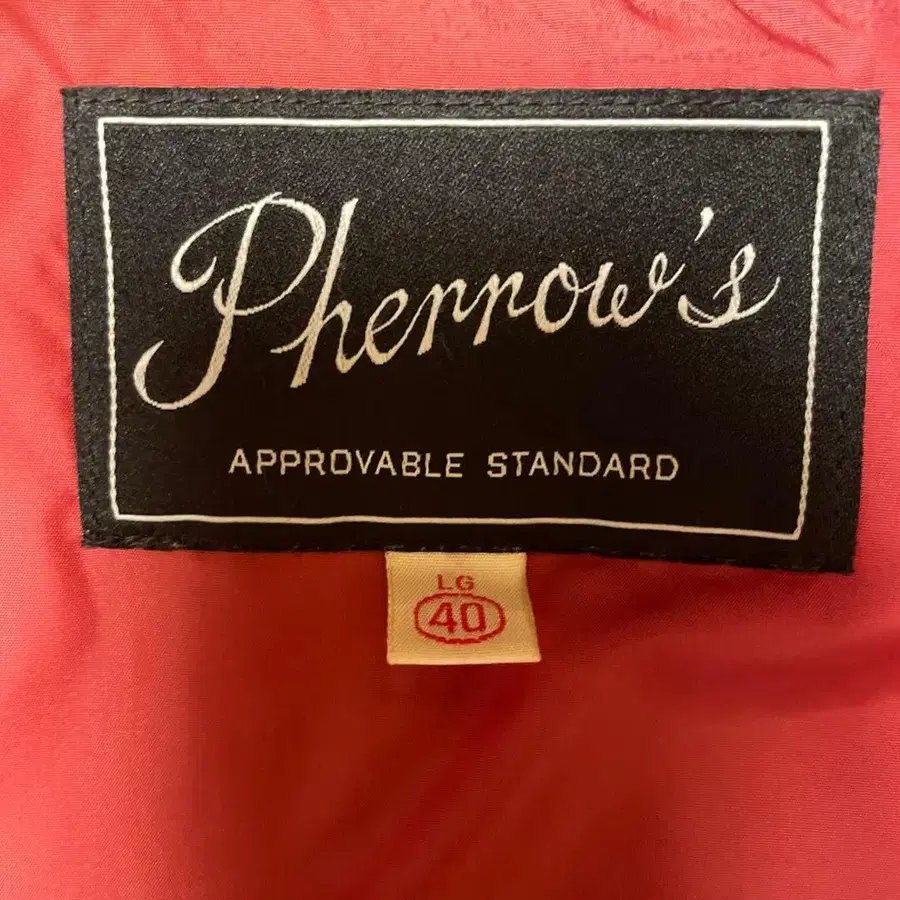 Pherrow's
APPROVABLE STANDARD
LG
40